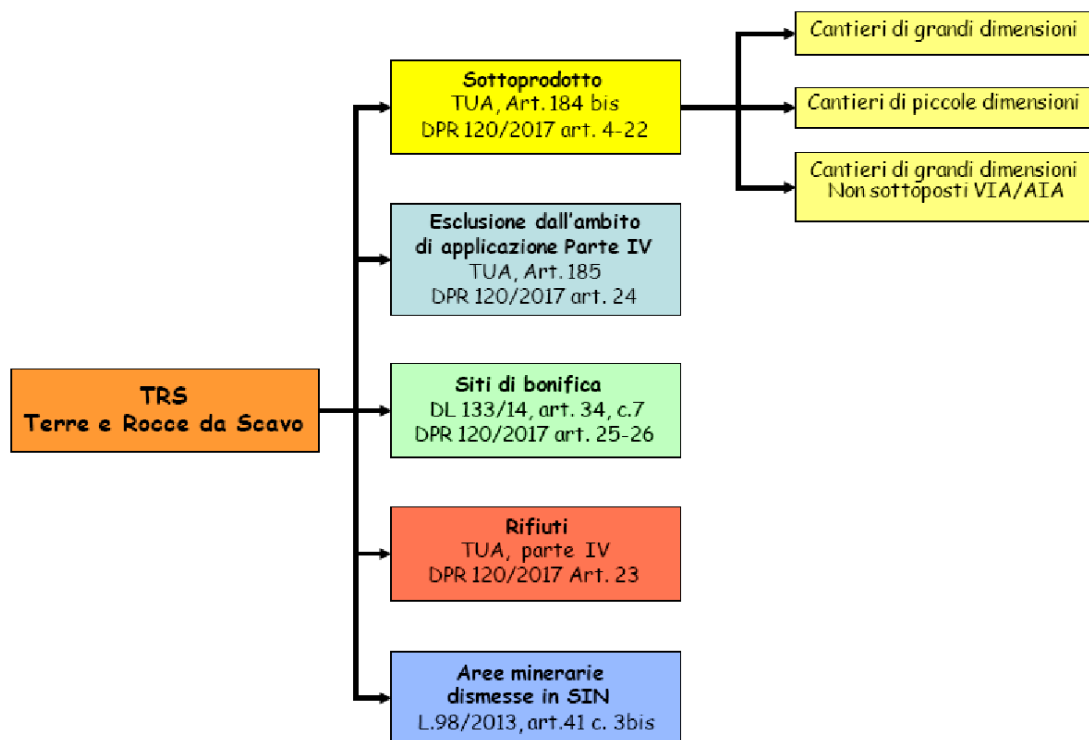 TRS
Terre e Rocce da Scavo
Sottoprodotto
TUA, Art. 184 bis
DPR 120/2017 art. 4-22
Cantieri di grandi dimensioni
Cantieri di piccole dimensioni
Cantieri di grandi dimensioni
Non sottoposti VIA/AIA
Esclusione dall'ambito
di applicazione Parte IV
TUA, Art. 185
DPR 120/2017 art. 24
Siti di bonifica
DL 133/14, art. 34, c.7
DPR 120/2017 art. 25-26
Rifiuti
TUA, parte IV
DPR 120/2017 Art. 23
Aree minerarie
dismesse in SIN
L.98/2013, art.41 c. 3bis